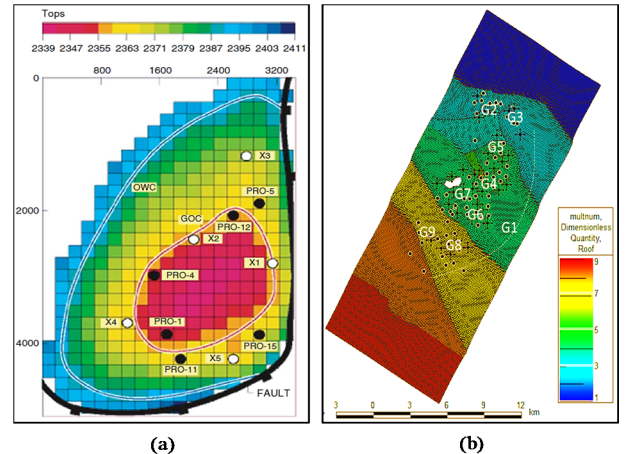 Tops
2339 2347 2355 2363 2371 2379 2387 2395 2403 2411
0
800 1600 2400 3200
X3
OWC
PRO-5
2000
GOC
PRO-12
X2
X1
PRO-4
X4
PRO-1
PRO-15
4000
X5
PRO-11
FAULT
(a)
G2
G3
G5
G4
G7
G6
G1
G9
G8
multnum,
Dimensionless
Quantity,
Roof
9
7
5
3
1
3 0 3 6 9 12
km
(b)